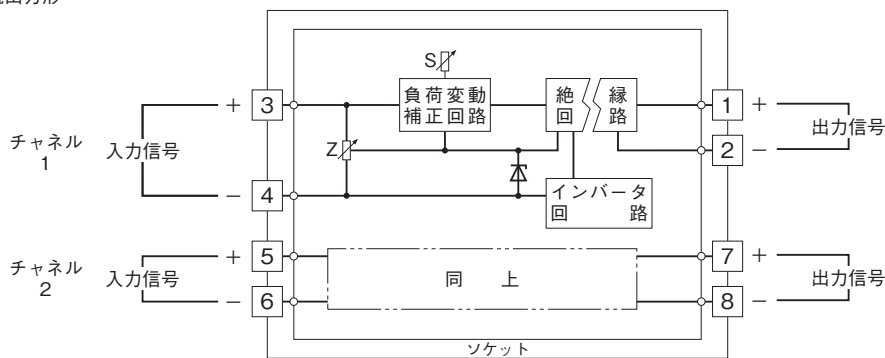 S
負荷変動
補正回路
絶縁
回路
+ 3
1 +
チャネル
1
入力信号
Z
2 −
出力信号
− 4
インバータ
回路
+ 5
7 +
チャネル
2
入力信号
同上
出力信号
− 6
8 −
ソケット